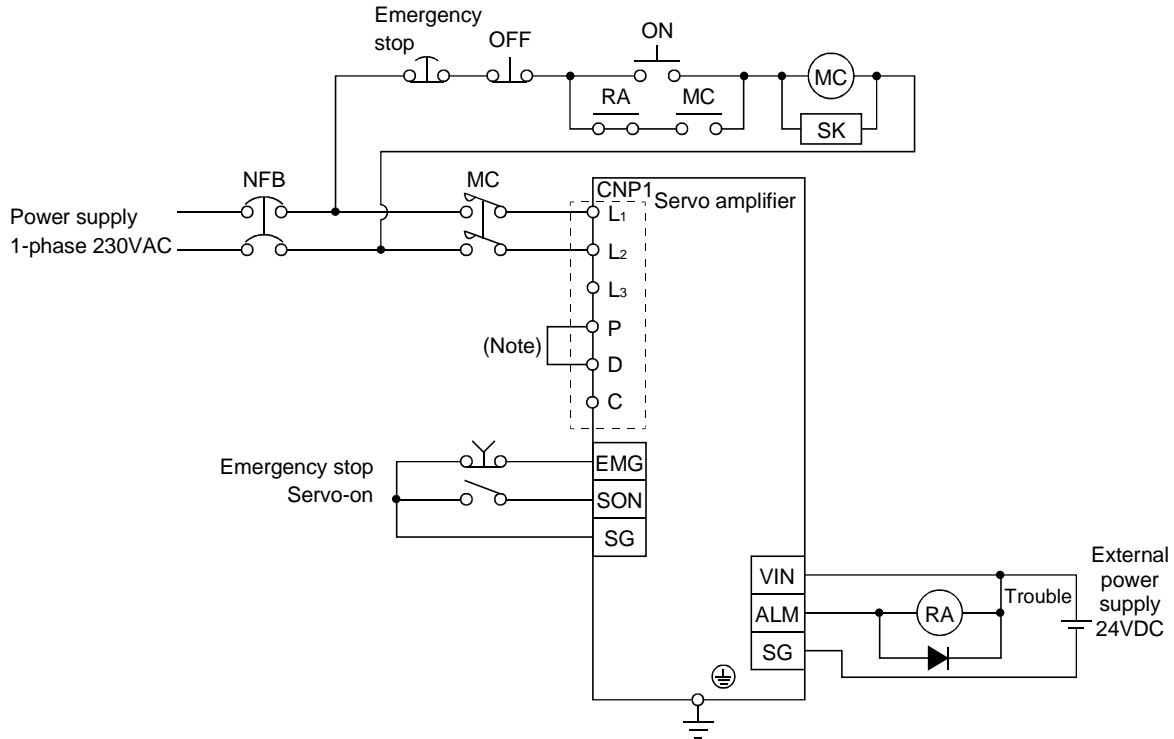 Emergency
stop
OFF
ON
MC
RA
MC
SK
NFB
MC
CNP1
Servo amplifier
Power supply
1-phase 230VAC
L1
L2
L3
(Note)
P
D
C
Emergency stop
Servo-on
EMG
SON
SG
VIN
ALM
SG
RA
Trouble
External
power
supply
24VDC